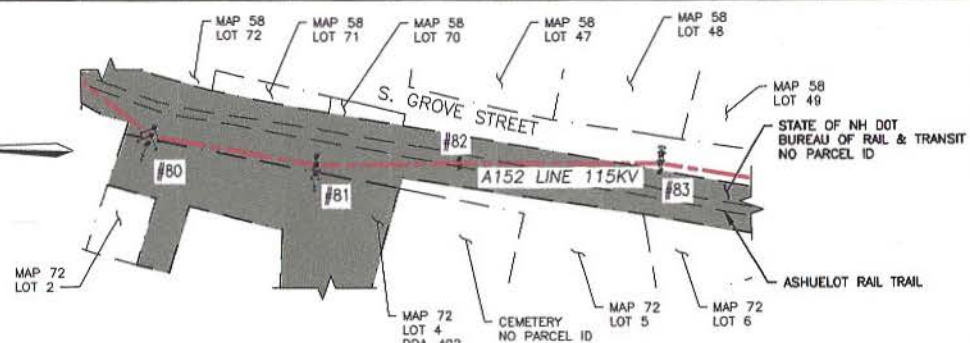 MAP 58
LOT 72
MAP 58
LOT 71
MAP 58
LOT 70
MAP 58
LOT 47
MAP 58
LOT 48
MAP 58
LOT 49
S. GROVE STREET
STATE OF NH DOT
BUREAU OF RAIL & TRANSIT
NO PARCEL ID
#80
#81
#82
A152 LINE 115KV
#83
MAP 72
LOT 2
ASHUELOT RAIL TRAIL
MAP 72
LOT 4
CEMETERY
NO PARCEL ID
MAP 72
LOT 5
MAP 72
LOT 6